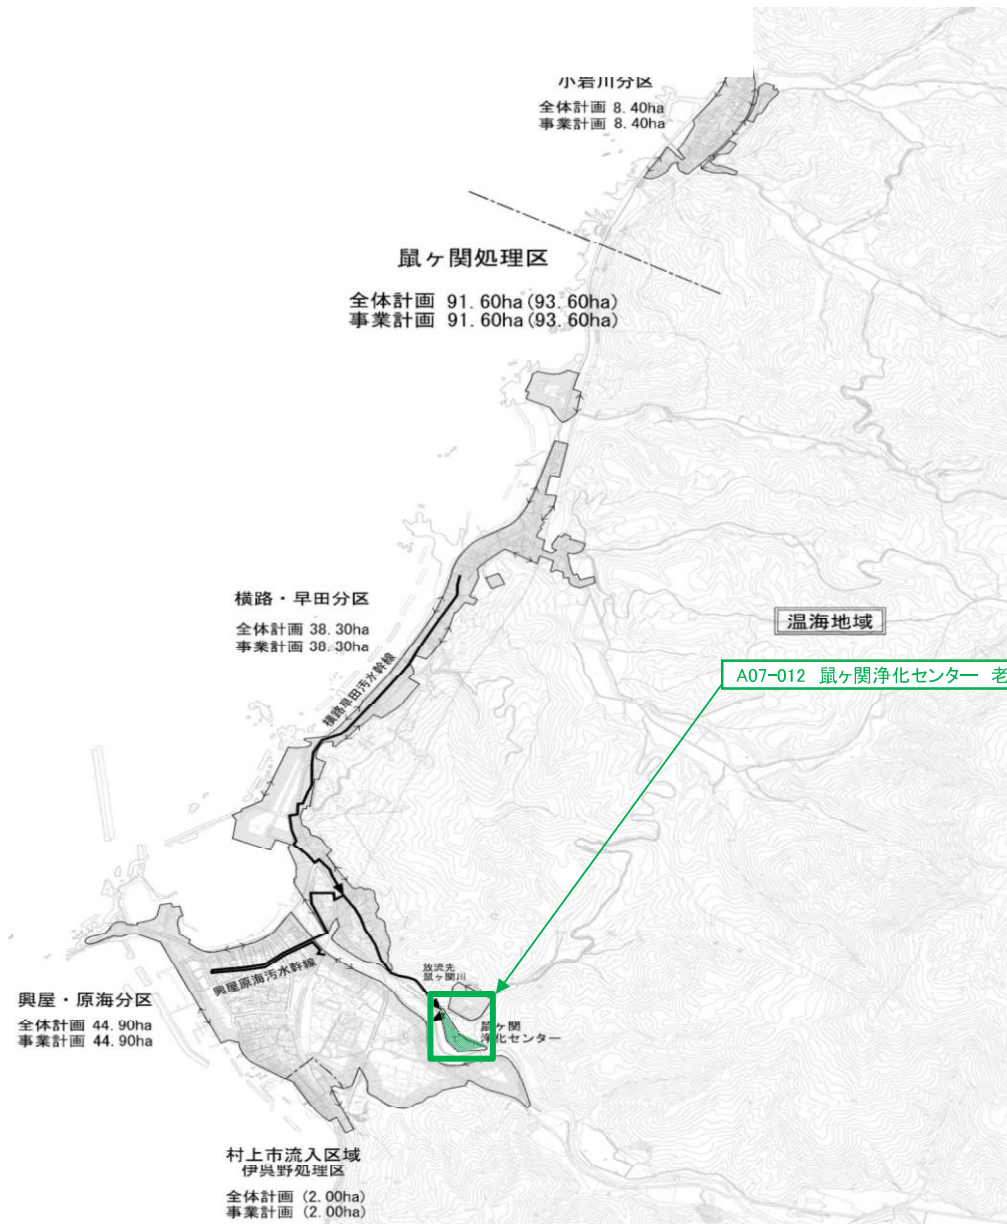 小岩川分区
全体計画 8.40ha
事業計画 8.40ha
鼠ヶ関処理区
全体計画 91.60ha(93.60ha)
事業計画 91.60ha(93.60ha)
横路・早田分区
全体計画 38.30ha
事業計画 38.30ha
横路早田汚水幹線
温海地域
A07-012 鼠ヶ関浄化センター 老
放流先
鼠ヶ関川
興屋原海汚水幹線
鼠ヶ関
浄化センター
興屋・原海分区
全体計画 44.90ha
事業計画 44.90ha
村上市流入区域
伊呉野処理区
全体計画 (2.00ha)
事業計画 (2.00ha)